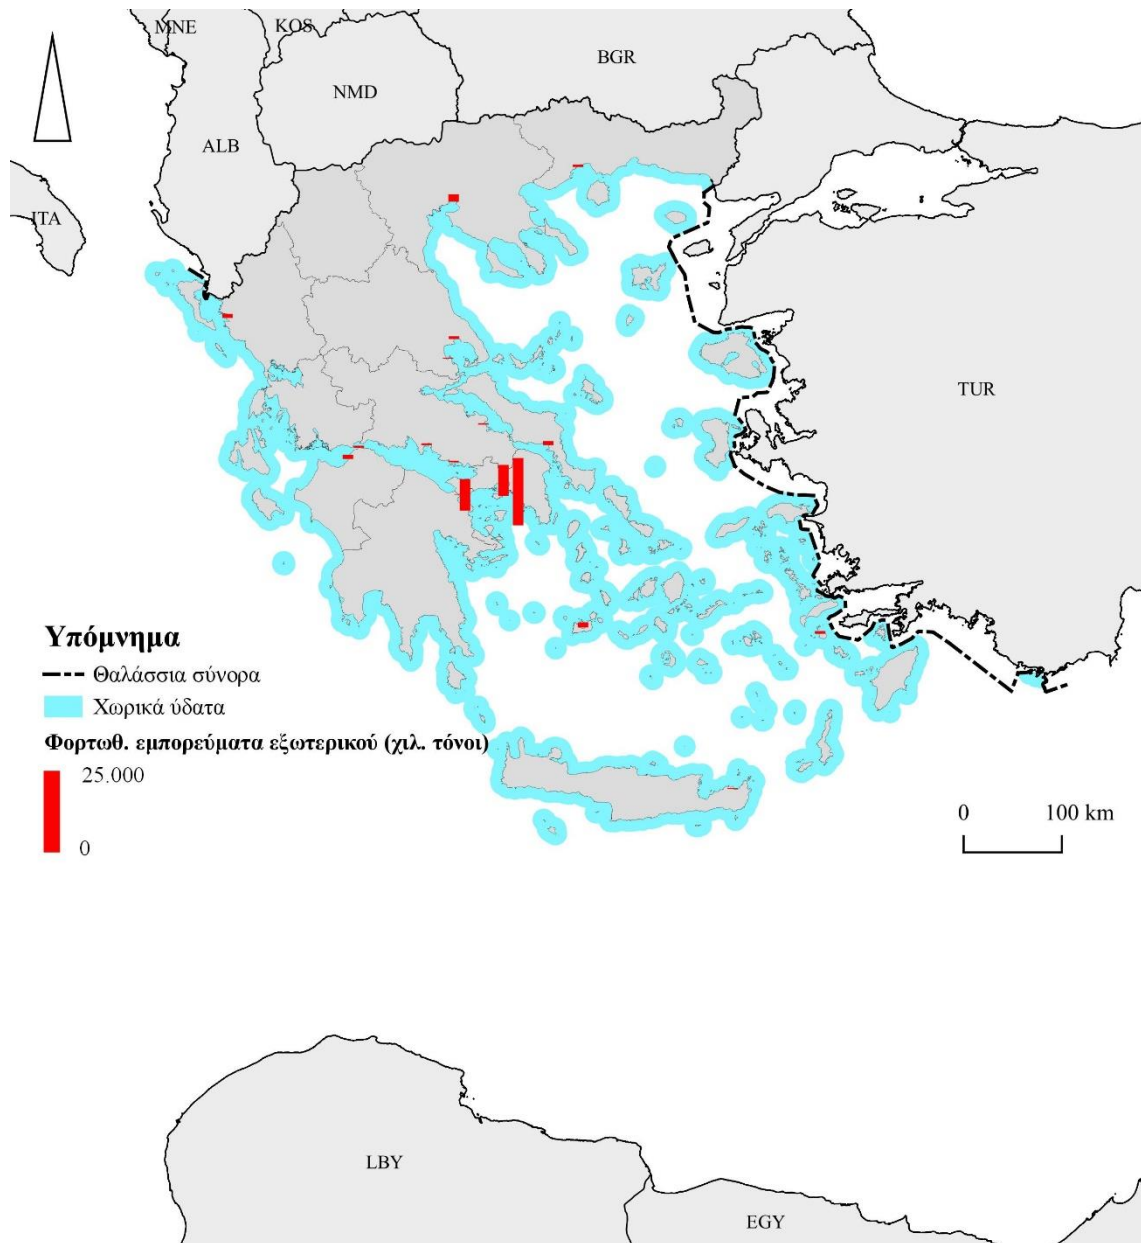 MNE
KOS
BGR
NMD
ALB
ITA
TUR
Υπόμνημα
Θαλάσσια σύνορα
Χωρικά ύδατα
Φορτωθ. εμπορεύματα εξωτερικού (χιλ. τόνοι)
25.000
0
0 100 km
LBY
EGY